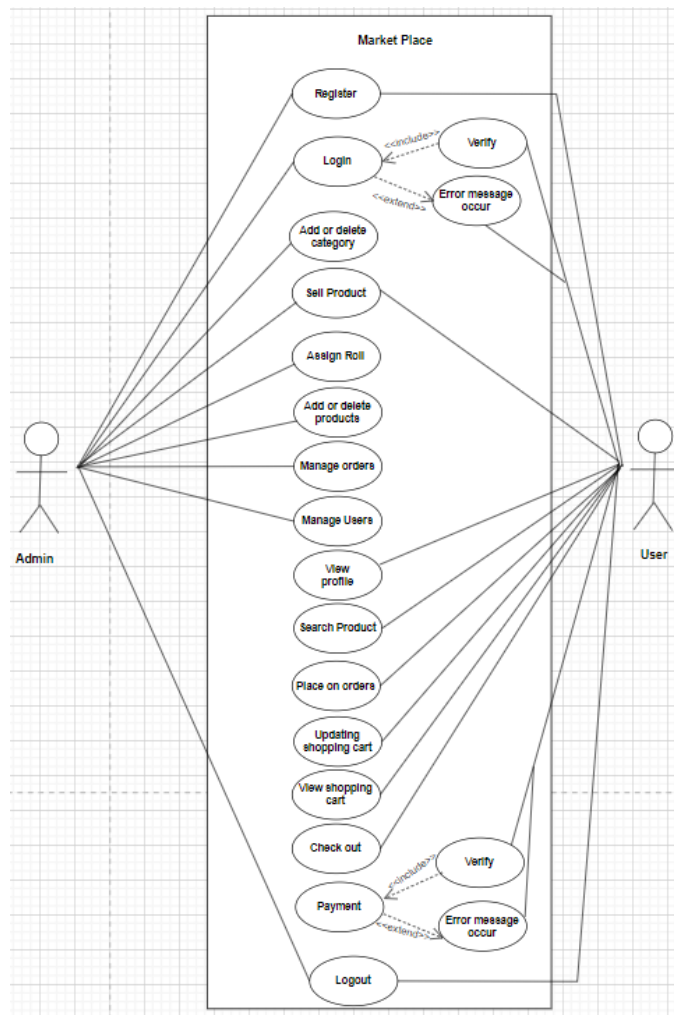 Market Place
Register
<<include>>
Verify
Login
<<extend>>
Error message
occur
Add or delete
category
Sell Product
Assign Roll
Add or delete
products
Manage orders
Manage Users
Admin
User
View
profile
Search Product
Place on orders
Updating
shopping cart
View shopping
cart
Check out
<<include>>
Verify
Payment
<<extend>>
Error message
occur
Logout